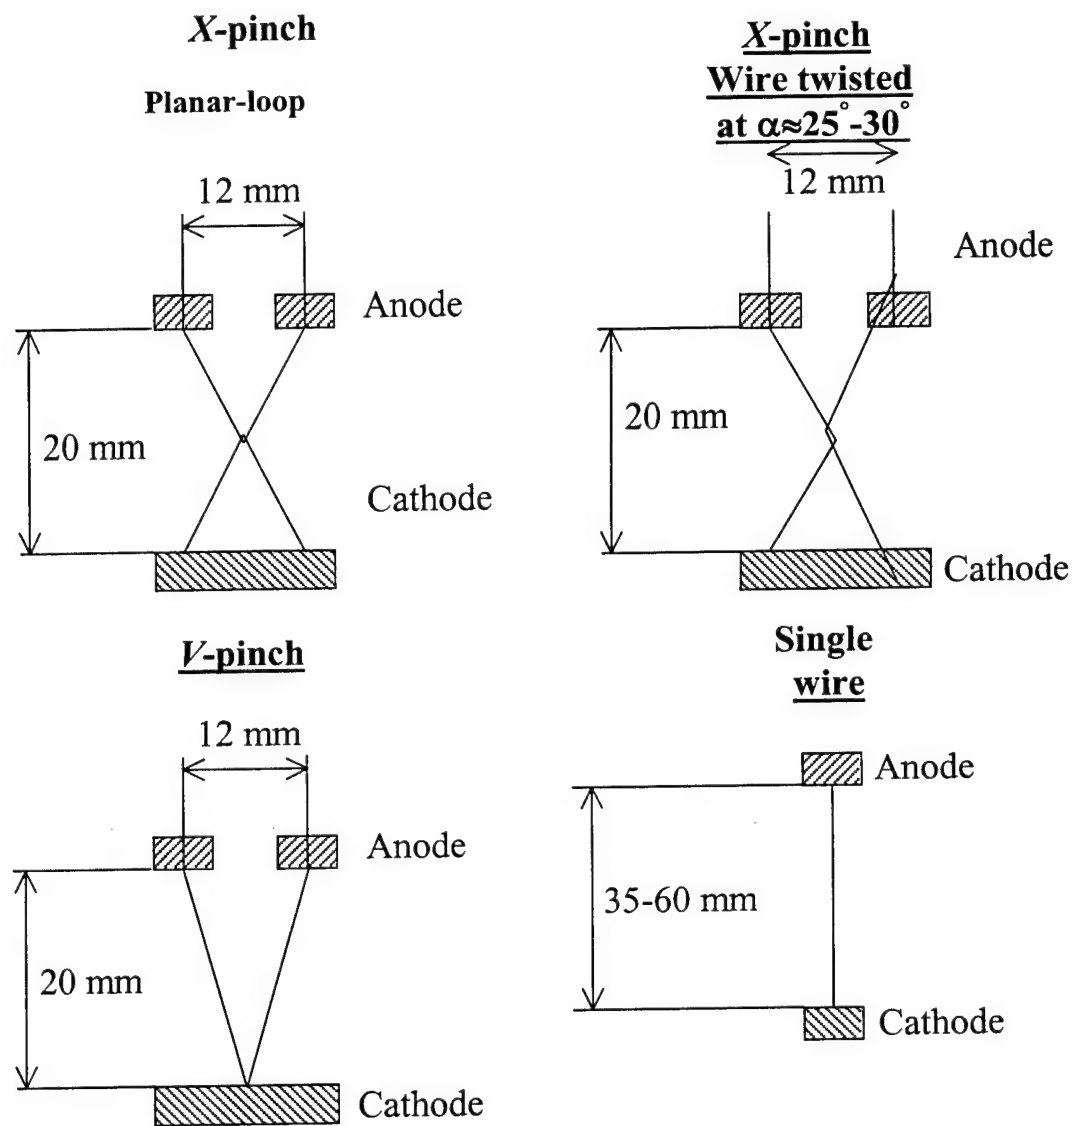 X-pinch
Planar-loop
12 mm
Anode
20 mm
Cathode
X-pinch
Wire twisted
at α≈25°-30°
12 mm
Anode
20 mm
Cathode
V-pinch
12 mm
Anode
20 mm
Cathode
Single
wire
Anode
35-60 mm
Cathode